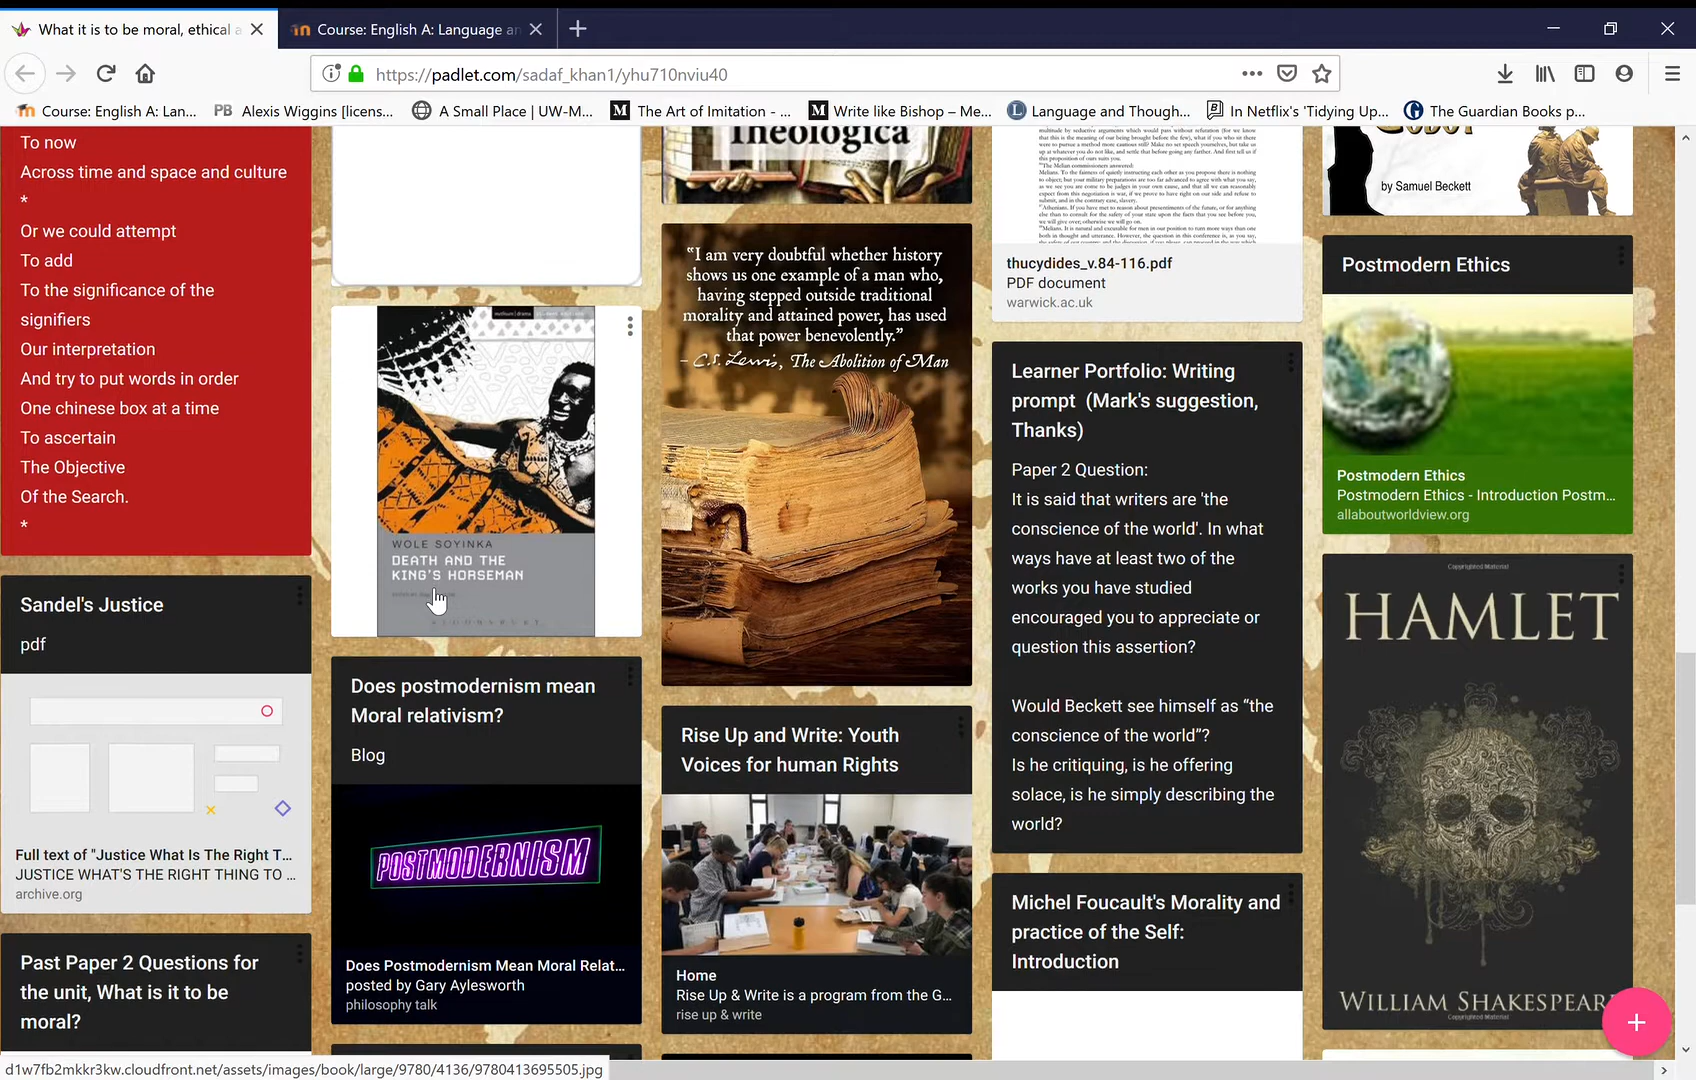 What it is to be moral, ethical a
Course: English A: Language an
https://padlet.com/sadaf_khan1/yhu710nviu40
Course: English A: Lan...
PB Alexis Wiggins [licens...
A Small Place | UW-M...
M The Art of Imitation - ...
M Write like Bishop – Me...
L Language and Though...
B In Netflix's 'Tidying Up...
G The Guardian Books p...
To now
Across time and space and culture
*
Or we could attempt
To add
To the significance of the
signifiers
Our interpretation
And try to put words in order
One chinese box at a time
To ascertain
The Objective
Of the Search.
*
Sandel's Justice
pdf
Full text of "Justice What Is The Right T...
JUSTICE WHAT'S THE RIGHT THING TO ...
archive.org
Past Paper 2 Questions for
the unit, What is it to be
moral?
WOLE SOYINKA
DEATH AND THE
KING'S HORSEMAN
Does postmodernism mean
Moral relativism?
Blog
POSTMODERNISM
Does Postmodernism Mean Moral Relat...
posted by Gary Aylesworth
philosophy talk
Theologica
"I am very doubtful whether history
shows us one example of a man who,
having stepped outside traditional
morality and attained power, has used
that power benevolently."
– C.S. Lewis, The Abolition of Man
Rise Up and Write: Youth
Voices for human Rights
Home
Rise Up & Write is a program from the G...
rise up & write
thucydides_v.84-116.pdf
PDF document
warwick.ac.uk
Learner Portfolio: Writing
prompt (Mark's suggestion,
Thanks)
Paper 2 Question:
It is said that writers are 'the
conscience of the world'. In what
ways have at least two of the
works you have studied
encouraged you to appreciate or
question this assertion?
Would Beckett see himself as “the
conscience of the world”?
Is he critiquing, is he offering
solace, is he simply describing the
world?
Michel Foucault's Morality and
practice of the Self:
Introduction
by Samuel Beckett
Postmodern Ethics
Postmodern Ethics
Postmodern Ethics - Introduction Postm...
allaboutworldview.org
Copyrighted Material
HAMLET
WILLIAM SHAKESPEAR
Copyrighted Material
d1w7fb2mkkr3kw.cloudfront.net/assets/images/book/large/9780/4136/9780413695505.jpg